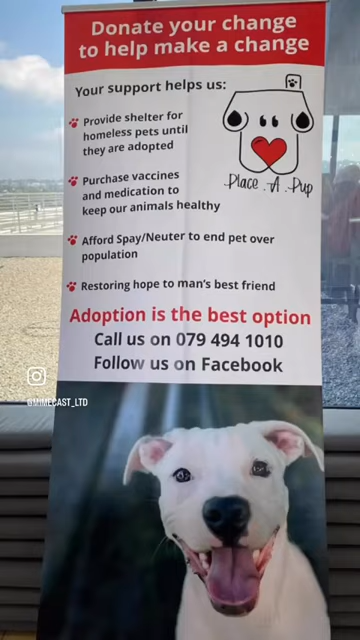 Donate your change
to help make a change
Your support helps us:
Provide shelter for
homeless pets until
they are adopted
Purchase vaccines
and medication to
keep our animals healthy
Afford Spay/Neuter to end pet over
population
Restoring hope to man's best friend
Place . A . Pup
Adoption is the best option
Call us on 079 494 1010
Follow us on Facebook
@MIMECAST_LTD